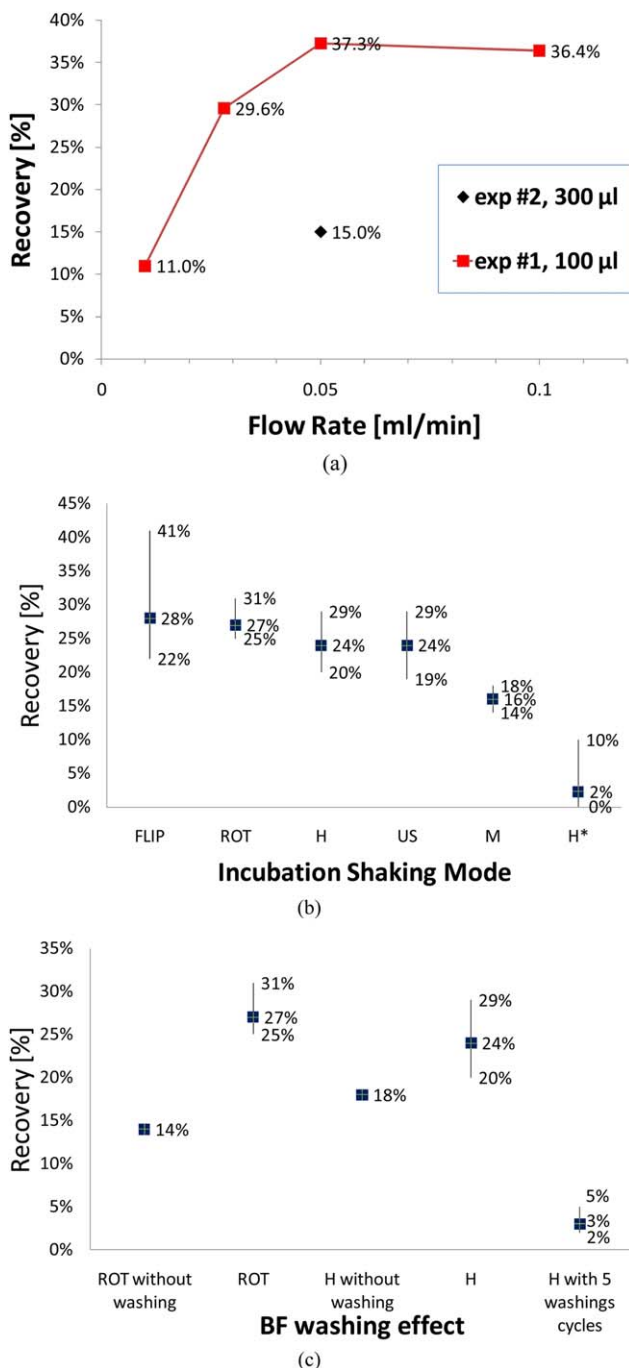 40%
35%
30%
25%
20%
15%
10%
5%
0%
Recovery [%]
37.3%
36.4%
29.6%
15.0%
11.0%
exp #2, 300 µl
exp #1, 100 µl
0
0.05
0.1
Flow Rate [ml/min]
(a)
45%
40%
35%
30%
25%
20%
15%
10%
5%
0%
Recovery [%]
41%
28%
22%
31%
27%
25%
29%
24%
20%
29%
24%
19%
18%
16%
14%
10%
2%
0%
FLIP
ROT
H
US
M
H*
Incubation Shaking Mode
(b)
35%
30%
25%
20%
15%
10%
5%
0%
Recovery [%]
14%
31%
27%
25%
18%
29%
24%
20%
5%
3%
2%
ROT without
washing
ROT
H without
washing
H
H with 5
washings
cycles
BF washing effect
(c)